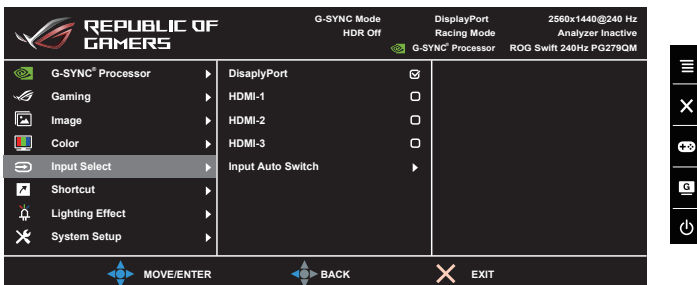 REPUBLIC OF
GAMERS
G-SYNC Mode
HDR Off
DisplayPort
Racing Mode
G-SYNC® Processor
2560x1440@240 Hz
Analyzer Inactive
ROG Swift 240Hz PG279QM
G-SYNC® Processor
Gaming
Image
Color
Input Select
Shortcut
Lighting Effect
System Setup
DisaplyPort
HDMI-1
HDMI-2
HDMI-3
Input Auto Switch
MOVE/ENTER
BACK
EXIT
G